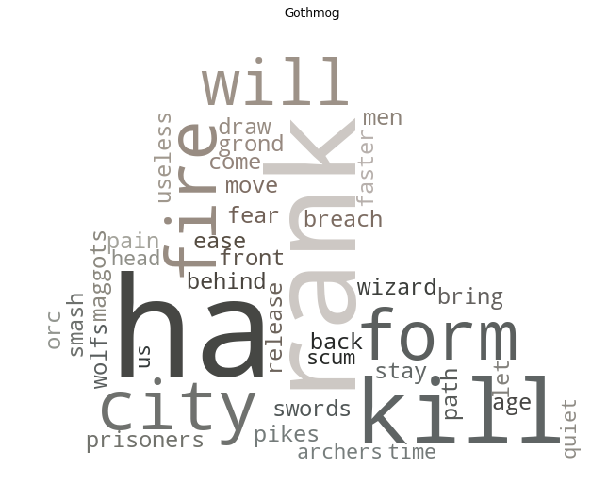 Gothmog
will
men
useless
fire
draw
grond
come
move
rank
faster
fear
breach
pain
ease
head
front
maggots
behind
wizard
bring
ha
release
orc
smash
wolfs
us
back
scum
form
stay
let
path
age
kill
city
swords
pikes
prisoners
archers
time
quiet